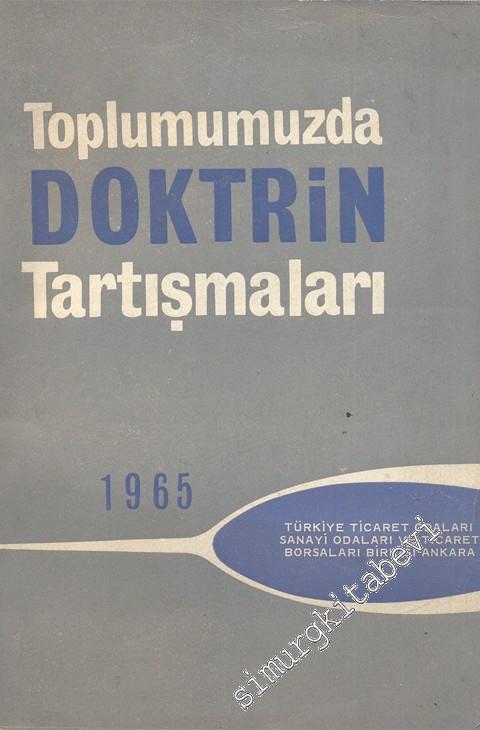 Toplumumuzda
DOKTRİN
Tartışmaları
1965
TÜRKİYE TİCARET ODALARI
SANAYİ ODALARI VE TİCARET
BORSALARI BİRLİĞİ ANKARA
simurgkitabevi